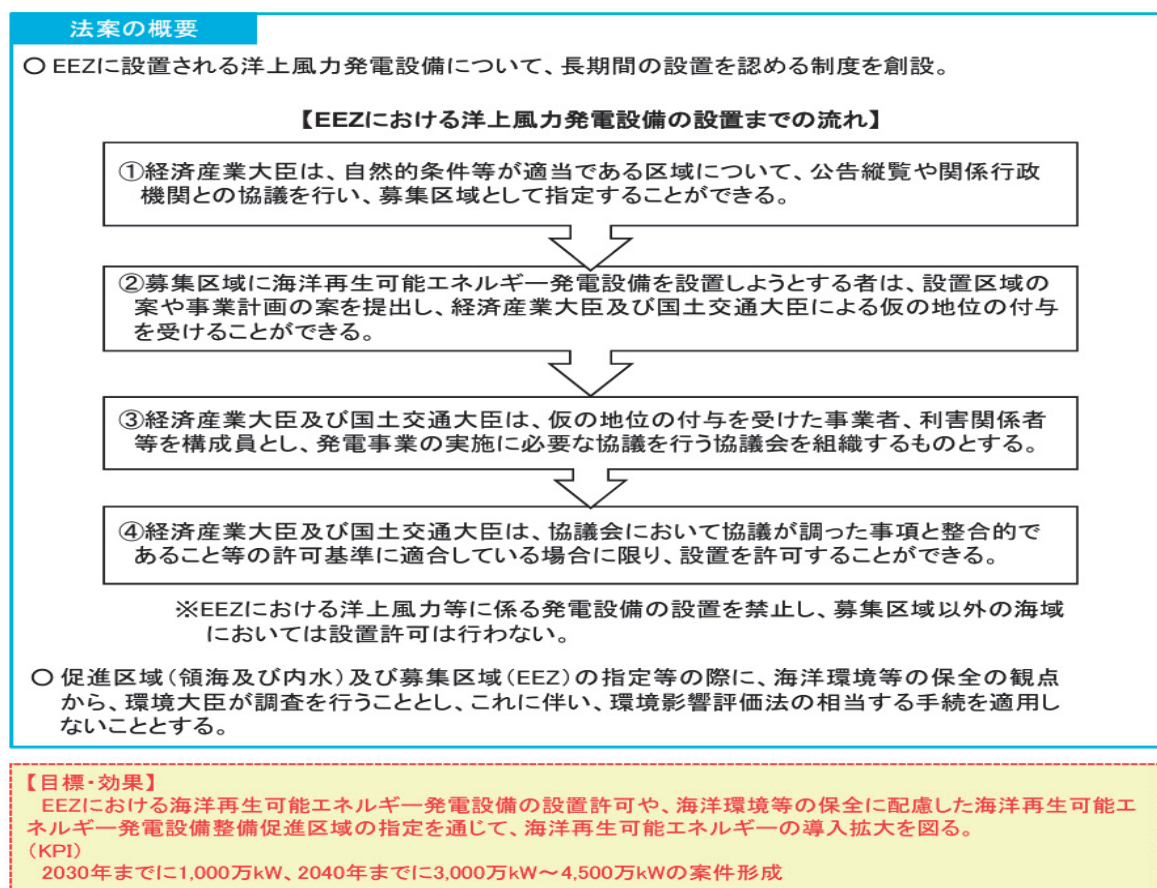 法案の概要
○ EEZに設置される洋上風力発電設備について、長期間の設置を認める制度を創設。
【EEZにおける洋上風力発電設備の設置までの流れ】
①経済産業大臣は、自然的条件等が適当である区域について、公告縦覧や関係行政
機関との協議を行い、募集区域として指定することができる。
②募集区域に海洋再生可能エネルギー発電設備を設置しようとする者は、設置区域の
案や事業計画の案を提出し、経済産業大臣及び国土交通大臣による仮の地位の付与
を受けることができる。
③経済産業大臣及び国土交通大臣は、仮の地位の付与を受けた事業者、利害関係者
等を構成員とし、発電事業の実施に必要な協議を行う協議会を組織するものとする。
④経済産業大臣及び国土交通大臣は、協議会において協議が調った事項と整合的で
あること等の許可基準に適合している場合に限り、設置を許可することができる。
※EEZにおける洋上風力等に係る発電設備の設置を禁止し、募集区域以外の海域
においては設置許可は行わない。
○ 促進区域(領海及び内水)及び募集区域(EEZ)の指定等の際に、海洋環境等の保全の観点
から、環境大臣が調査を行うこととし、これに伴い、環境影響評価法の相当する手続を適用し
ないこととする。
【目標・効果】
EEZにおける海洋再生可能エネルギー発電設備の設置許可や、海洋環境等の保全に配慮した海洋再生可能エ
ネルギー発電設備整備促進区域の指定を通じて、海洋再生可能エネルギーの導入拡大を図る。
(KPI)
2030年までに1,000万kW、2040年までに3,000万kW～4,500万kWの案件形成